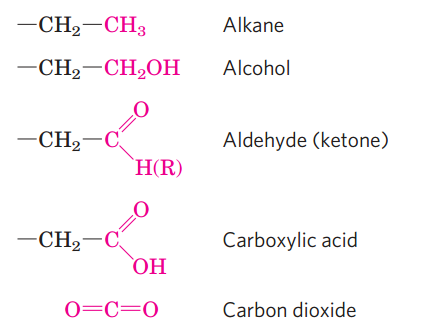 —CH₂—CH₃ Alkane
—CH₂—CH₂OH Alcohol
O
—CH₂—C Aldehyde (ketone)
H(R)
O
—CH₂—C Carboxylic acid
OH
O=C=O Carbon dioxide